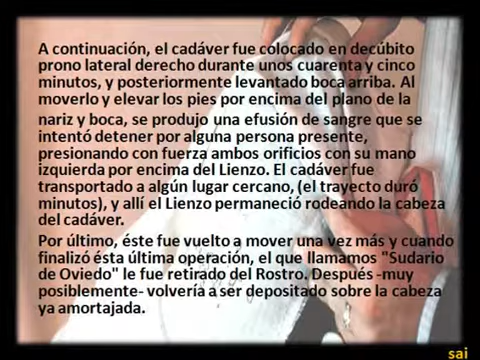 A continuación, el cadáver fue colocado en decúbito
prono lateral derecho durante unos cuarenta y cinco
minutos, y posteriormente levantado boca arriba. Al
moverlo y elevar los pies por encima del plano de la
nariz y boca, se produjo una efusión de sangre que se
intentó detener por alguna persona presente,
presionando con fuerza ambos orificios con su mano
izquierda por encima del Lienzo. El cadáver fue
transportado a algún lugar cercano, (el trayecto duró
minutos), y allí el Lienzo permaneció rodeando la cabeza
del cadáver.
Por último, éste fue vuelto a mover una vez más y cuando
finalizó ésta última operación, el que llamamos "Sudario
de Oviedo" le fue retirado del Rostro. Después -muy
posiblemente- volvería a ser depositado sobre la cabeza
ya amortajada.
sai